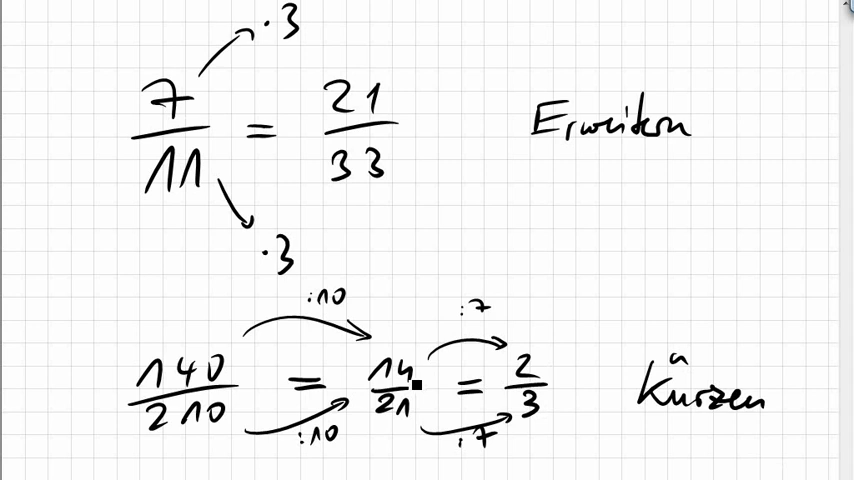 · 3
7/11 = 21/33 Erweitern
· 3
:10 :7
140/210 = 14/21 = 2/3 Kürzen
:10 :7